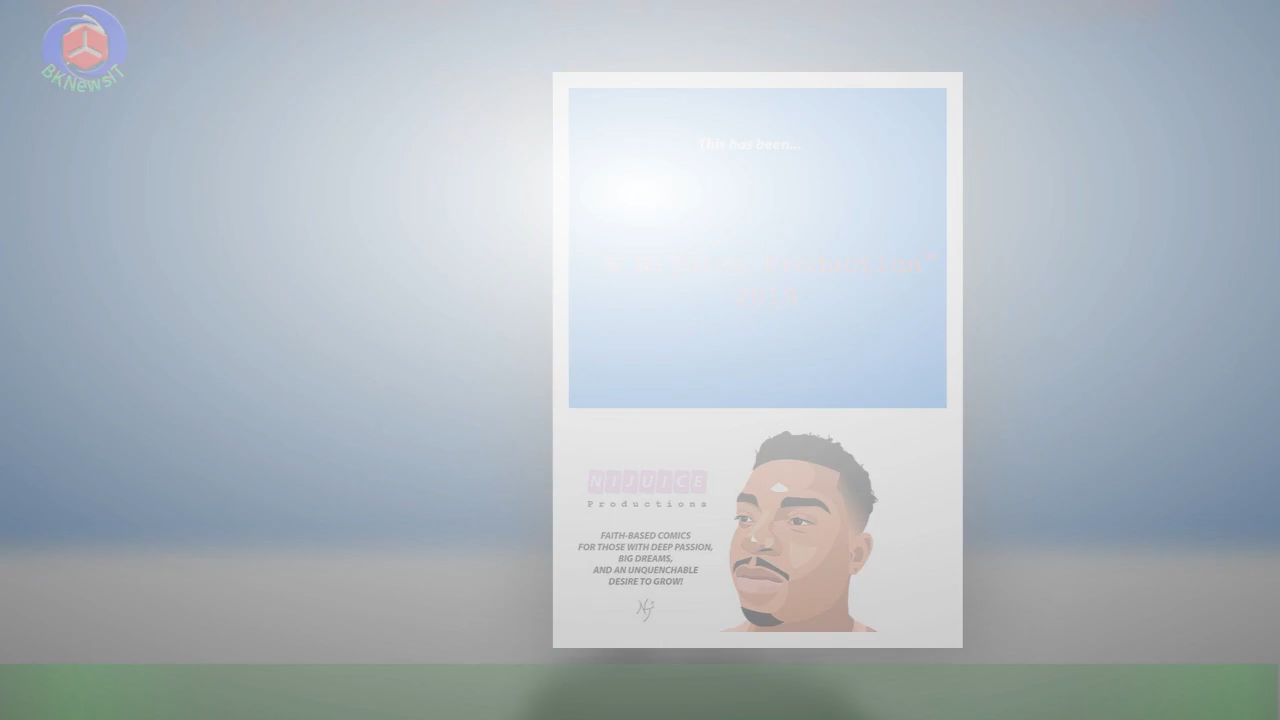 BKNewsIT
This has been...
Production"
NIJUICE
Productions
FAITH-BASED COMICS
FOR THOSE WITH DEEP PASSION,
BIG DREAMS,
AND AN UNQUENCHABLE
DESIRE TO GROW!